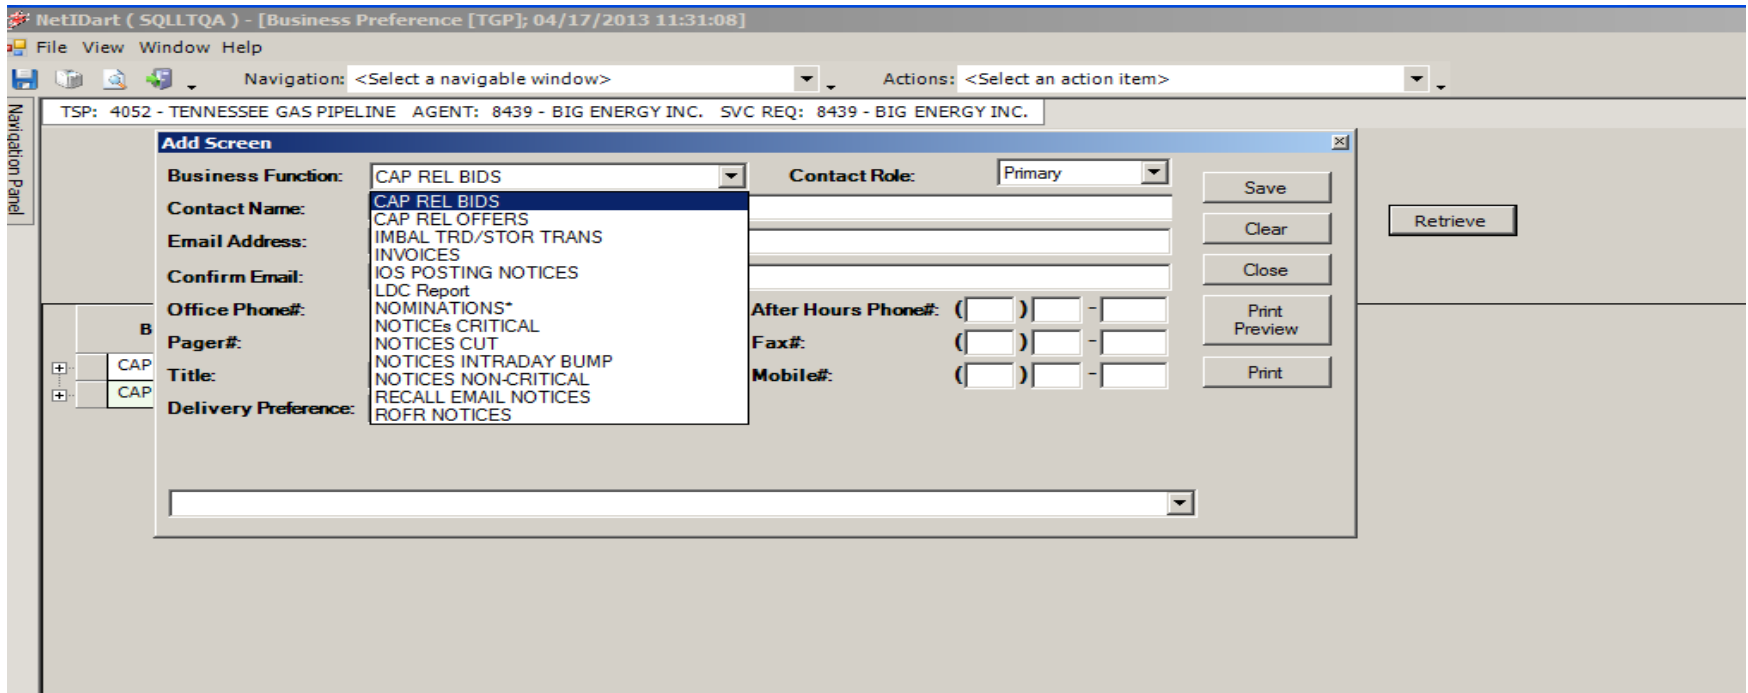 NetIDart ( SQLLTQA ) - [Business Preference [TGP]; 04/17/2013 11:31:08]
File View Window Help
Navigation: <Select a navigable window> Actions: <Select an action item>
Navigation Panel
TSP: 4052 - TENNESSEE GAS PIPELINE AGENT: 8439 - BIG ENERGY INC. SVC REQ: 8439 - BIG ENERGY INC.
Add Screen
Business Function: CAP REL BIDS Contact Role: Primary
Save
CAP REL BIDS
Contact Name:
CAP REL OFFERS
Retrieve
Clear
IMBAL TRD/STOR TRANS
Email Address:
INVOICES
IOS POSTING NOTICES
Close
Confirm Email:
LDC Report
NOMINATIONS*
Office Phone#: After Hours Phone#: ( ) -
Print
Preview
NOTICEs CRITICAL
B
NOTICES CUT
Pager#: Fax#: ( ) -
NOTICES INTRADAY BUMP
CAP
Title: Mobile#: ( ) -
Print
NOTICES NON-CRITICAL
CAP
RECALL EMAIL NOTICES
Delivery Preference:
ROFR NOTICES